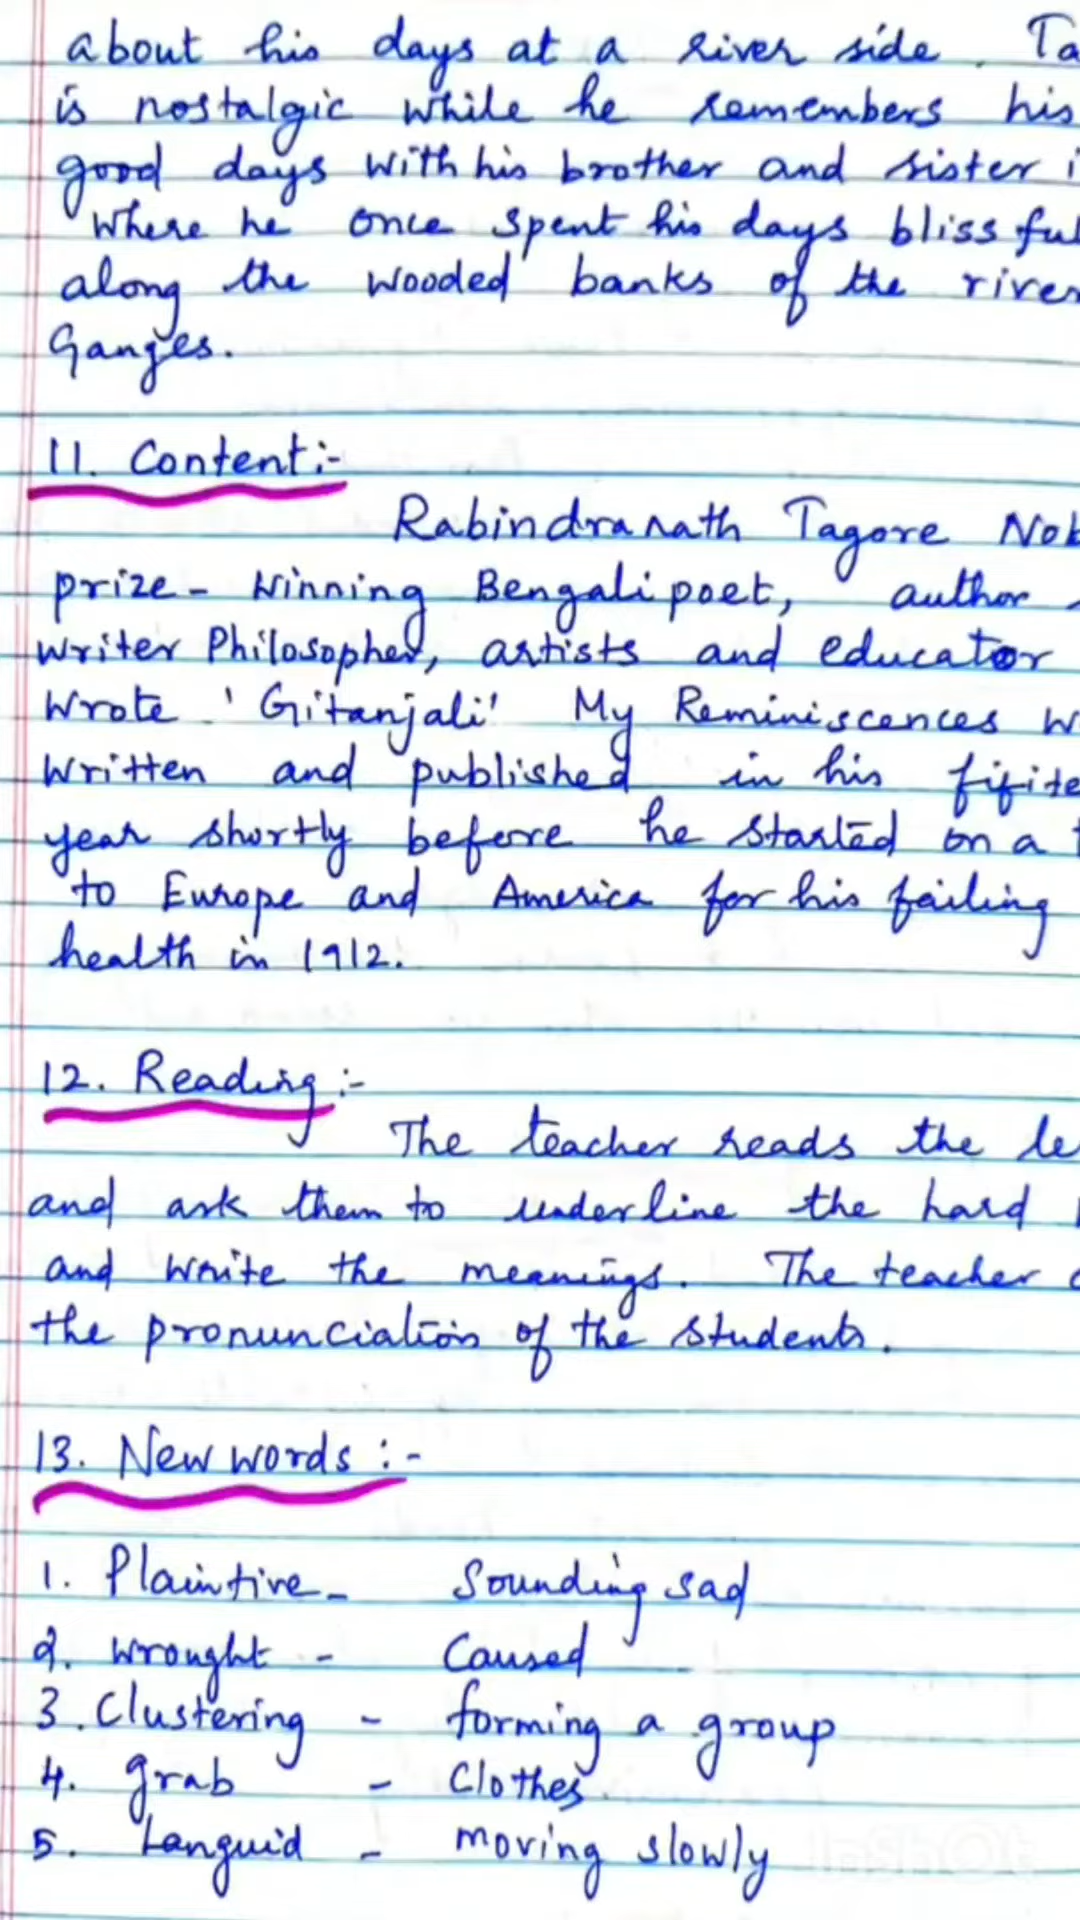 about his days at a river side. Ta
is nostalgic while he remembers his
good days with his brother and sister i
where he once spent his days bliss ful
along the wooded banks of the river
Ganges.
11. Content:-
Rabindranath Tagore Nob
prize- winning Bengali poet, author
writer Philosopher, artists and educator
wrote 'Gitanjali' My Reminiscences w
written and published in his fifite
year shortly before he started on a t
to Europe and America for his failing
health in 1912.
12. Reading:-
The teacher reads the le
and ask them to underline the hard
and write the meanings. The teacher c
the pronunciation of the students.
13. New words:-
1. Plaintive - Sounding sad
2. wrought - Caused
3. Clustering - forming a group
4. grab - Clothes
5. Languid - moving slowly